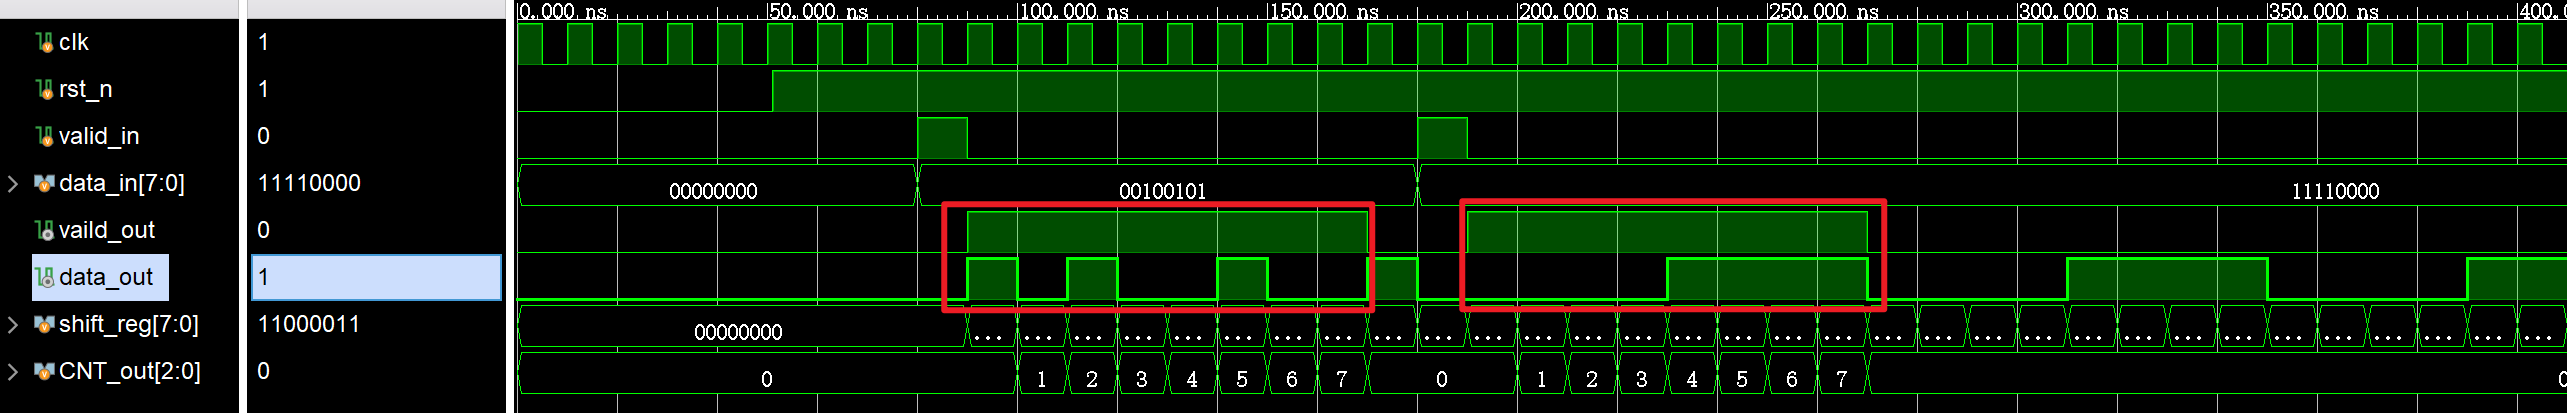 0.000 ns 50.000 ns 100.000 ns 150.000 ns 200.000 ns 250.000 ns 300.000 ns 350.000 ns 400.0
clk 1
rst_n 1
valid_in 0
data_in[7:0] 11110000 00000000 00100101 11110000
vaild_out 0
data_out 1
shift_reg[7:0] 11000011 00000000 ... ... ... ... ... ... ... ... ... ... ... ... ... ... ... ... ... ... ... ... ... ... ... ... ... ... ... ... ... ... ... ...
CNT_out[2:0] 0 0 1 2 3 4 5 6 7 0 1 2 3 4 5 6 7 0